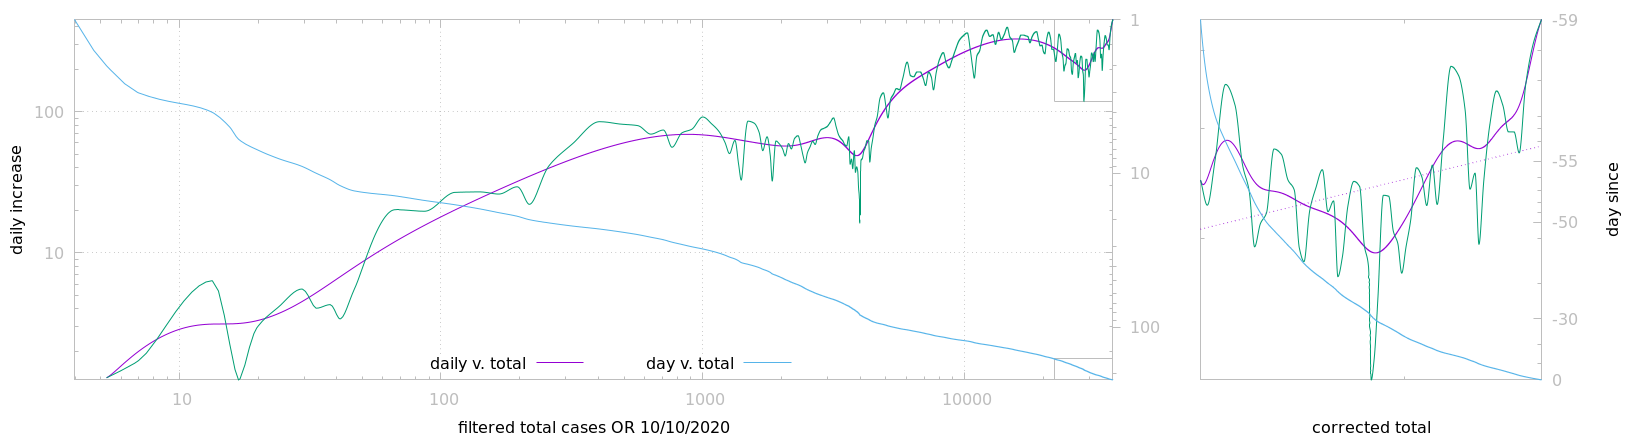 daily increase
100
10
10
100
1000
10000
1
10
100
daily v. total
day v. total
filtered total cases OR 10/10/2020
-59
-55
-50
-30
0
day since
corrected total